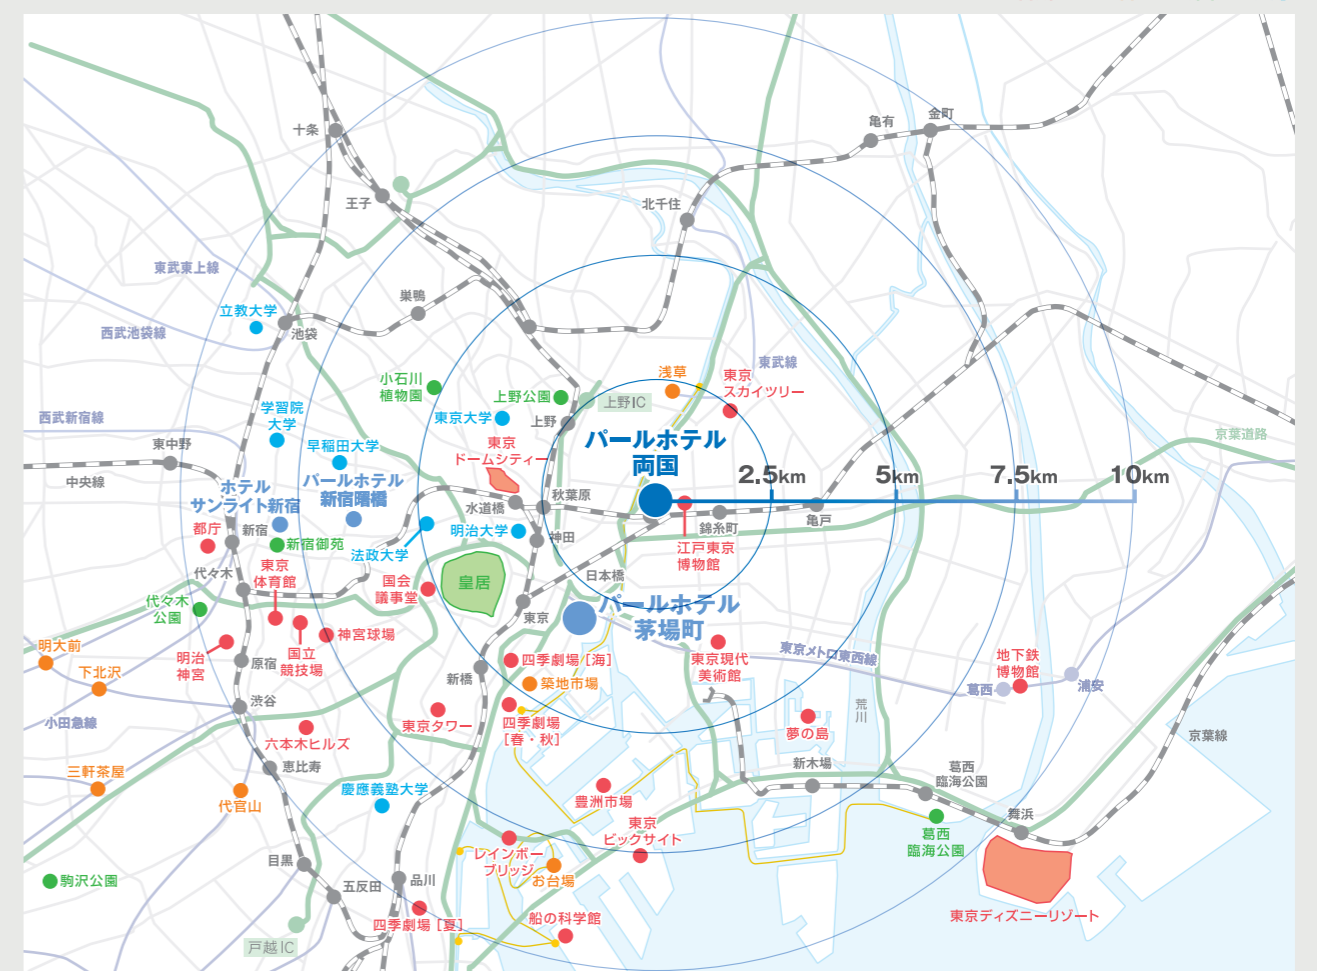 十条
亀有
金町
王子
北千住
東武東上線
巣鴨
立教大学
西武池袋線
池袋
東武線
小石川
植物園
上野公園
浅草
東京
スカイツリー
上野IC
学習院
大学
西武新宿線
東京大学
上野
東中野
早稲田大学
東京
ドームシティー
パールホテル
両国
京葉道路
中央線
ホテル
サンライト新宿
パールホテル
新宿曙橋
2.5km
5km
7.5km
10km
水道橋
秋葉原
都庁
新宿
新宿御苑
法政大学
明治大学
神田
錦糸町
亀戸
江戸東京
博物館
代々木
東京
体育館
国会
議事堂
皇居
日本橋
代々木
公園
東京
パールホテル
茅場町
明大前
明治
神宮
原宿
国立
競技場
神宮球場
四季劇場 [海]
東京現代
美術館
東京メトロ東西線
地下鉄
博物館
下北沢
新橋
築地市場
葛西
浦安
渋谷
小田急線
東京タワー
四季劇場
[春・秋]
荒
川
六本木ヒルズ
夢の島
京葉線
三軒茶屋
恵比寿
新木場
葛西
臨海公園
代官山
慶應義塾大学
豊洲市場
舞浜
東京
ビックサイト
葛西
臨海公園
目黒
レインボー
ブリッジ
お台場
駒沢公園
五反田
品川
四季劇場 [夏]
船の科学館
東京ディズニーリゾート
戸越IC